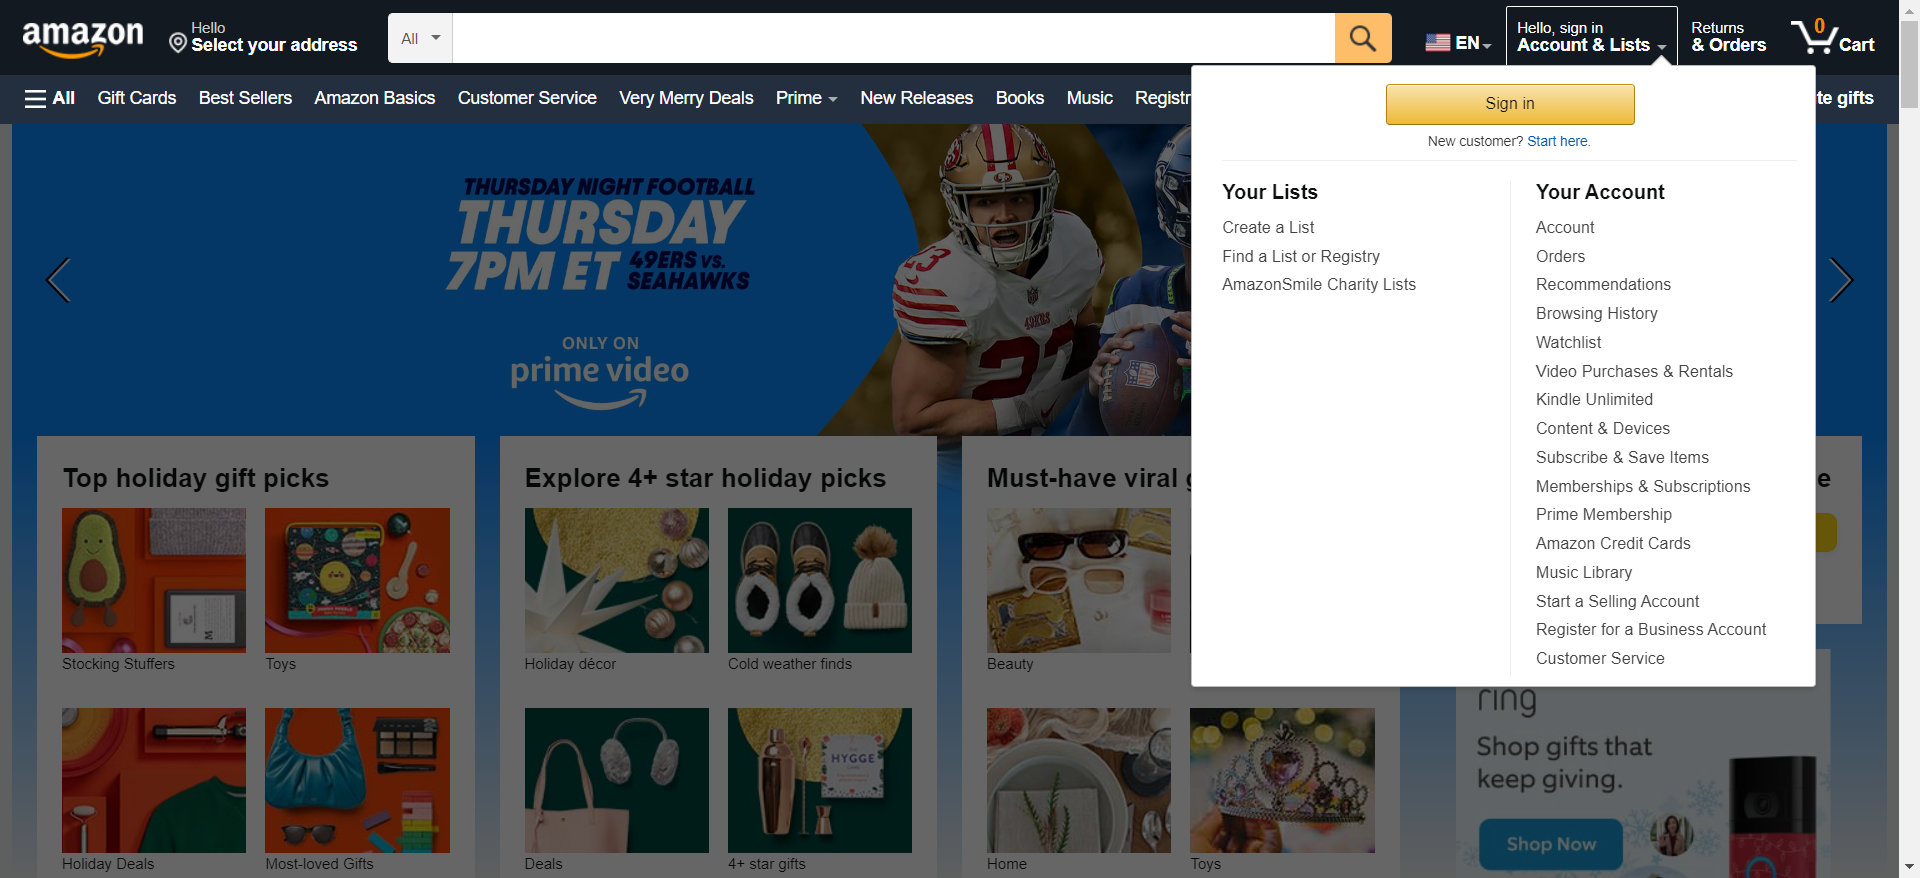 amazon
Hello
Select your address
All
EN
Hello, sign in
Account & Lists
Returns
& Orders
0
Cart
All
Gift Cards
Best Sellers
Amazon Basics
Customer Service
Very Merry Deals
Prime
New Releases
Books
Music
Registr
te gifts
Sign in
New customer? Start here.
Your Lists
Create a List
Find a List or Registry
AmazonSmile Charity Lists
Your Account
Account
Orders
Recommendations
Browsing History
Watchlist
Video Purchases & Rentals
Kindle Unlimited
Content & Devices
Subscribe & Save Items
Memberships & Subscriptions
Prime Membership
Amazon Credit Cards
Music Library
Start a Selling Account
Register for a Business Account
Customer Service
THURSDAY NIGHT FOOTBALL
THURSDAY
7PM ET
49ERS VS.
SEAHAWKS
ONLY ON
prime video
23
49ERS
NFL
Top holiday gift picks
Stocking Stuffers
Toys
Holiday Deals
Most-loved Gifts
Explore 4+ star holiday picks
Holiday décor
Cold weather finds
HYGGE
Deals
4+ star gifts
Must-have viral g
Beauty
Home
Toys
e
ring
Shop gifts that
keep giving.
Shop Now